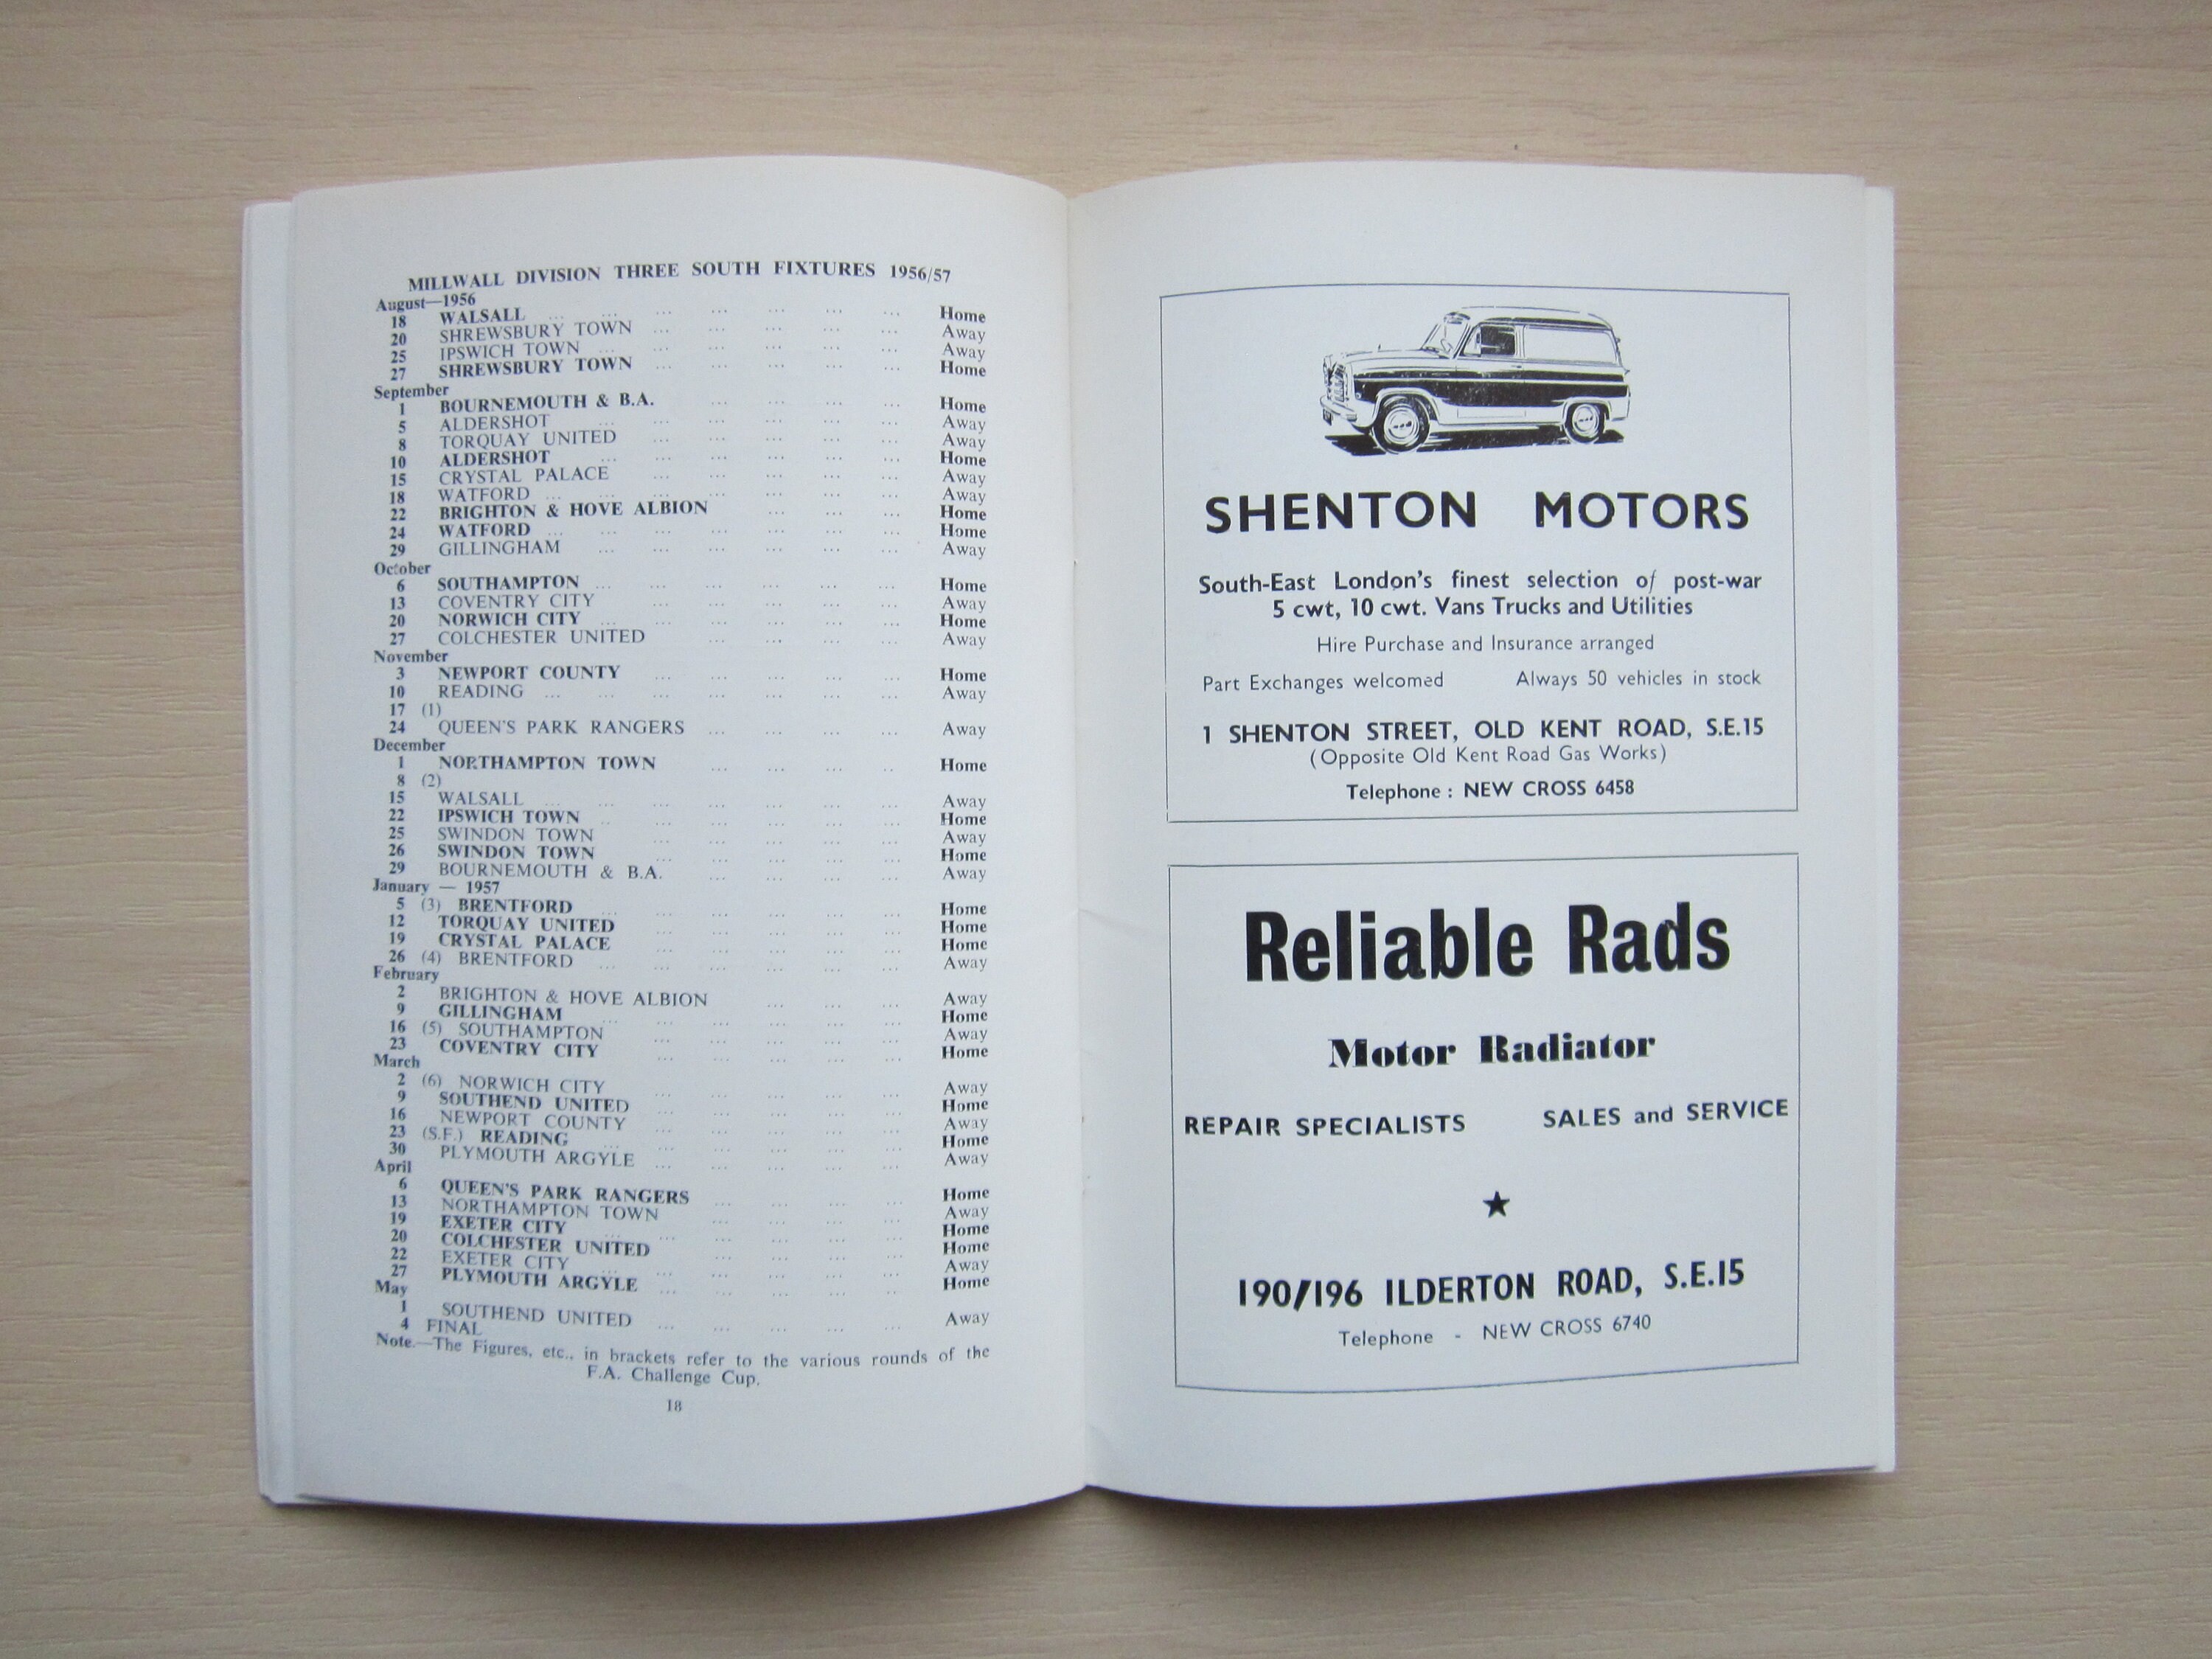 MILLWALL DIVISION THREE SOUTH FIXTURES 1956/57
August—1956
18 WALSALL ... ... ... ... ... ... Home
20 SHREWSBURY TOWN ... ... ... ... ... Away
25 IPSWICH TOWN ... ... ... ... ... ... Away
27 SHREWSBURY TOWN ... ... ... ... ... Home
September
1 BOURNEMOUTH & B.A. ... ... ... ... Home
5 ALDERSHOT ... ... ... ... ... ... Away
8 TORQUAY UNITED ... ... ... ... ... Away
10 ALDERSHOT ... ... ... ... ... ... Home
15 CRYSTAL PALACE ... ... ... ... ... Away
18 WATFORD ... ... ... ... ... ... ... Away
22 BRIGHTON & HOVE ALBION ... ... ... Home
24 WATFORD ... ... ... ... ... ... ... Home
29 GILLINGHAM ... ... ... ... ... ... Away
October
6 SOUTHAMPTON ... ... ... ... ... ... Home
13 COVENTRY CITY ... ... ... ... ... Away
20 NORWICH CITY ... ... ... ... ... ... Home
27 COLCHESTER UNITED ... ... ... ... Away
November
3 NEWPORT COUNTY ... ... ... ... ... Home
10 READING ... ... ... ... ... ... ... Away
17 (1)
24 QUEEN'S PARK RANGERS ... ... ... ... Away
December
1 NORTHAMPTON TOWN ... ... .. ... Home
8 (2)
15 WALSALL ... ... ... ... ... ... ... Away
22 IPSWICH TOWN .. ... ... ... ... ... Home
25 SWINDON TOWN ... ... ... ... ... Away
26 SWINDON TOWN ... ... ... ... ... Home
29 BOURNEMOUTH & B.A. ... ... ... ... Away
January — 1957
5 (3) BRENTFORD ... ... ... ... ... ... Home
12 TORQUAY UNITED ... ... ... ... ... Home
19 CRYSTAL PALACE ... ... ... ... ... Home
26 (4) BRENTFORD ... ... ... ... ... ... Away
February
2 BRIGHTON & HOVE ALBION ... ... ... Away
9 GILLINGHAM ... ... ... ... ... ... Home
16 (5) SOUTHAMPTON ... ... ... ... ... Away
23 COVENTRY CITY ... ... ... ... ... Home
March
2 (6) NORWICH CITY ... ... ... ... ... Away
9 SOUTHEND UNITED ... ... ... ... ... Home
16 NEWPORT COUNTY ... ... ... ... ... Away
23 (S.F.) READING ... ... ... ... ... ... Home
30 PLYMOUTH ARGYLE ... ... ... ... ... Away
April
6 QUEEN'S PARK RANGERS ... ... ... ... Home
13 NORTHAMPTON TOWN ... ... ... ... Away
19 EXETER CITY ... ... ... ... ... ... Home
20 COLCHESTER UNITED ... ... ... ... Home
22 EXETER CITY ... ... ... ... ... ... Away
27 PLYMOUTH ARGYLE ... ... ... ... .. Home
May
1 SOUTHEND UNITED ... ... ... ... ... Away
4 FINAL
Note.—The Figures, etc., in brackets refer to the various rounds of the
F.A. Challenge Cup.
18
SHENTON MOTORS
South-East London's finest selection of post-war
5 cwt, 10 cwt. Vans Trucks and Utilities
Hire Purchase and Insurance arranged
Part Exchanges welcomed Always 50 vehicles in stock
1 SHENTON STREET, OLD KENT ROAD, S.E.15
(Opposite Old Kent Road Gas Works)
Telephone : NEW CROSS 6458
Reliable Rads
Motor Radiator
REPAIR SPECIALISTS SALES and SERVICE
★
190/196 ILDERTON ROAD, S.E.15
Telephone - NEW CROSS 6740